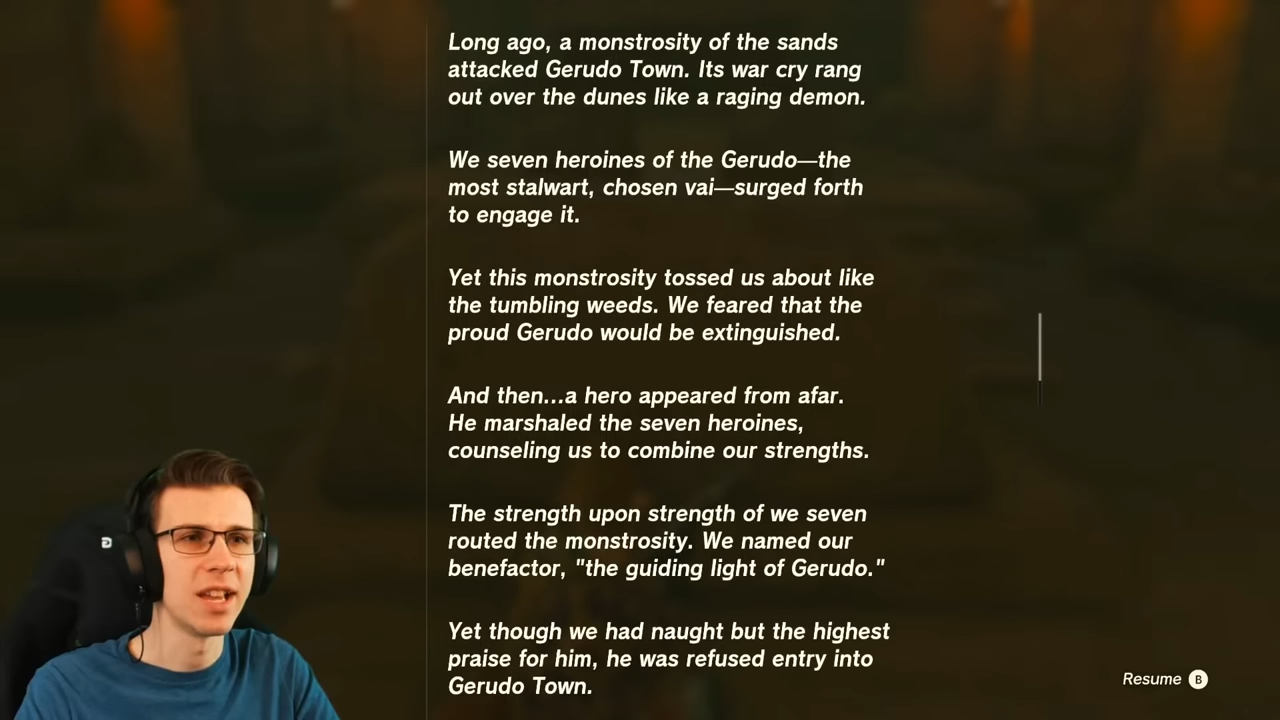 Long ago, a monstrosity of the sands
attacked Gerudo Town. Its war cry rang
out over the dunes like a raging demon.
We seven heroines of the Gerudo—the
most stalwart, chosen vai—surged forth
to engage it.
Yet this monstrosity tossed us about like
the tumbling weeds. We feared that the
proud Gerudo would be extinguished.
And then...a hero appeared from afar.
He marshaled the seven heroines,
counseling us to combine our strengths.
The strength upon strength of we seven
routed the monstrosity. We named our
benefactor, "the guiding light of Gerudo."
Yet though we had naught but the highest
praise for him, he was refused entry into
Gerudo Town.
Resume B